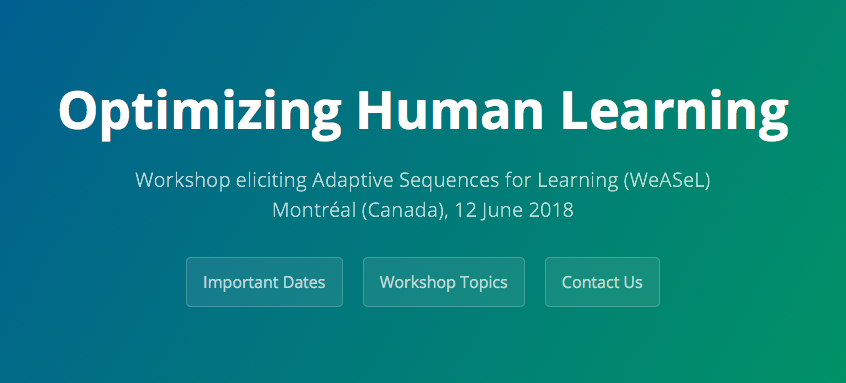 Optimizing Human Learning
Workshop eliciting Adaptive Sequences for Learning (WeASeL)
Montréal (Canada), 12 June 2018
Important Dates
Workshop Topics
Contact Us